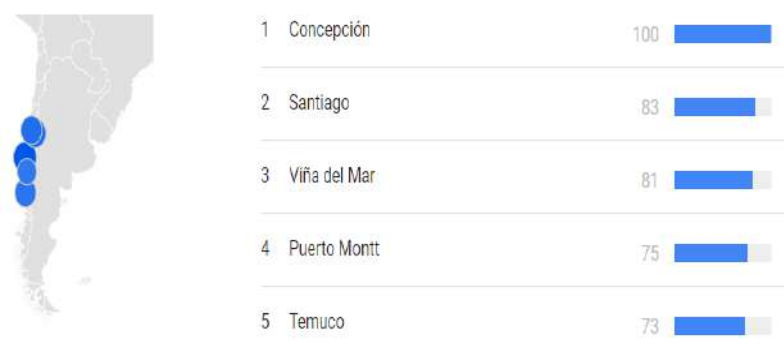 1 Concepción 100
2 Santiago 83
3 Viña del Mar 81
4 Puerto Montt 75
5 Temuco 73